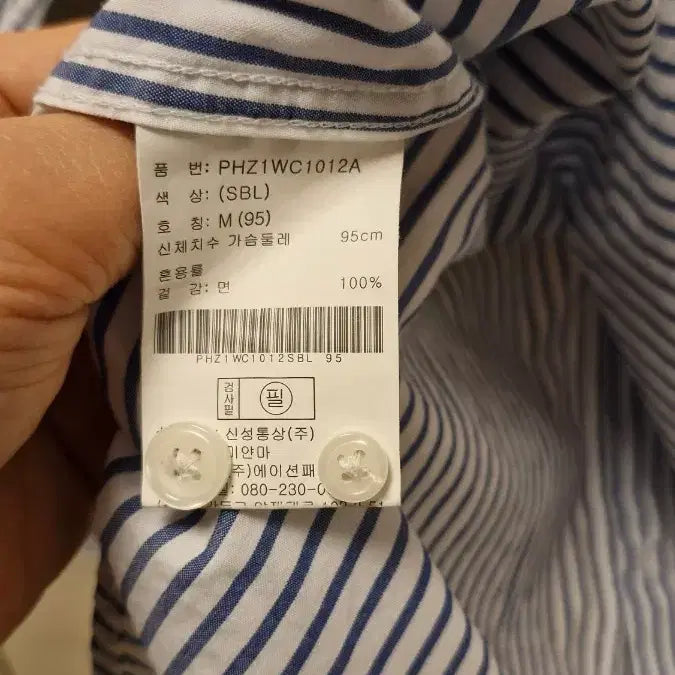 품 번: PHZ1WC1012A
색 상: (SBL)
호 칭: M (95)
신체치수 가슴둘레 95cm
혼용률
겉 감: 면 100%
PHZ1WC1012SBL 95
검사필 필
신성통상(주)
미얀마
주)에이션패
: 080-230-0